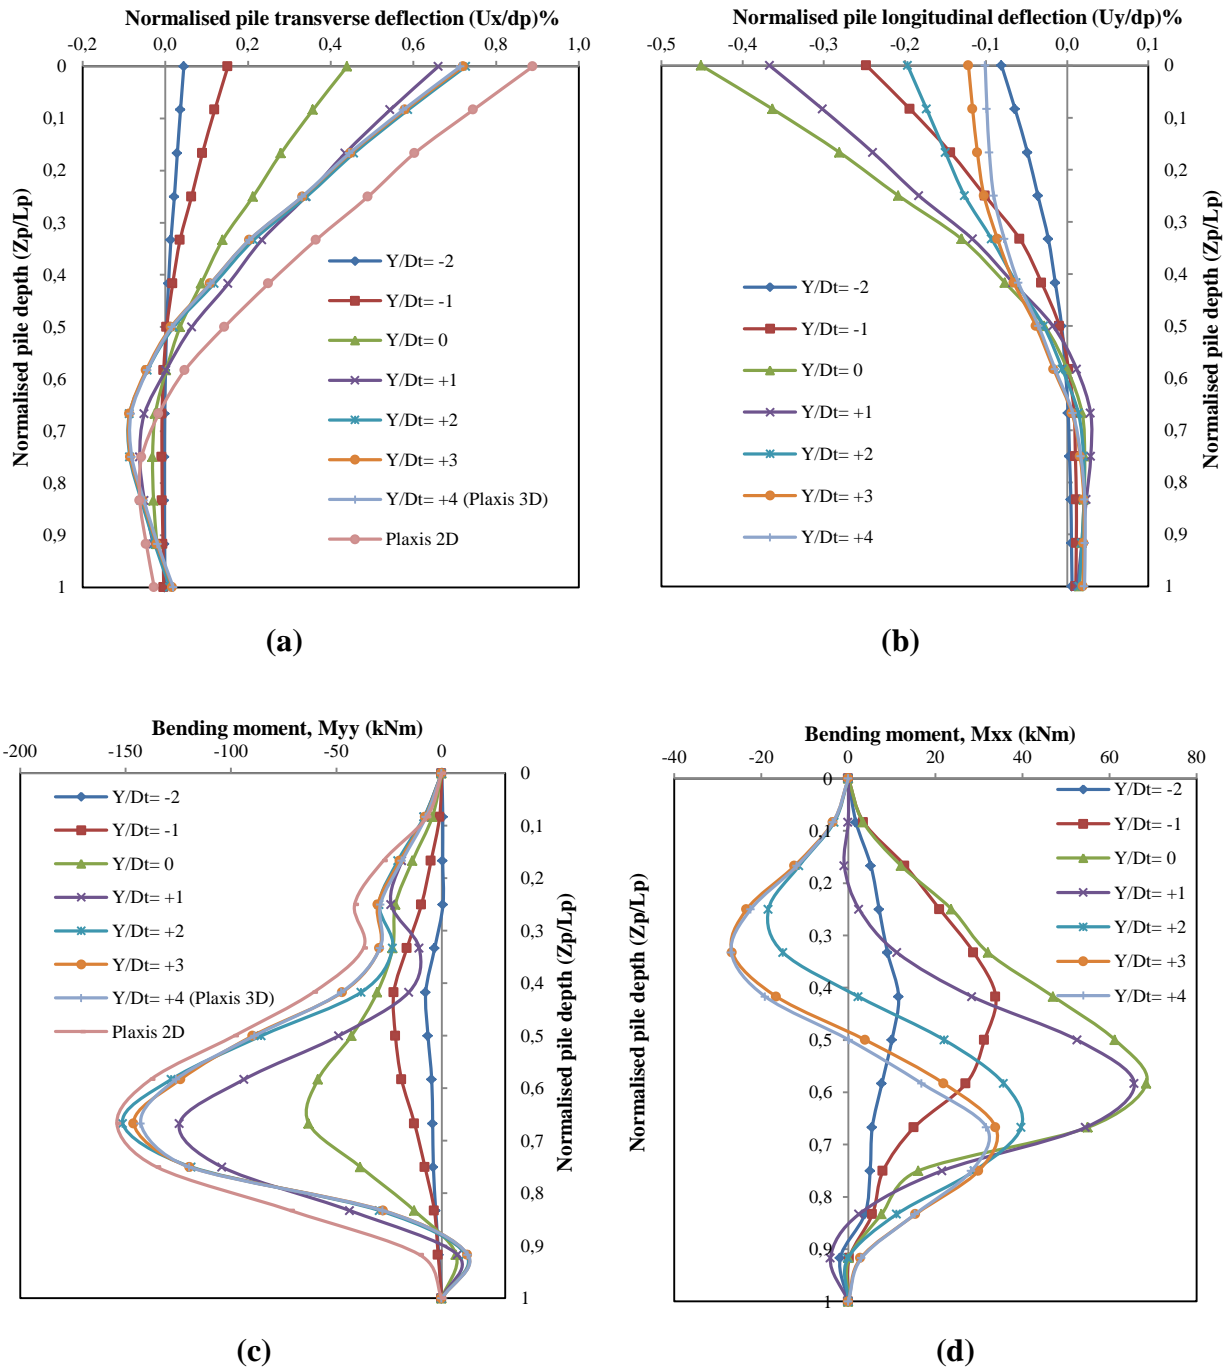 Normalised pile transverse deflection (Ux/dp)%
-0,2 0,0 0,2 0,4 0,6 0,8 1,0
0
0,1
0,2
0,3
0,4
0,5
0,6
0,7
0,8
0,9
1
Normalised pile depth (Zp/Lp)
Y/Dt= -2
Y/Dt= -1
Y/Dt= 0
Y/Dt= +1
Y/Dt= +2
Y/Dt= +3
Y/Dt= +4 (Plaxis 3D)
Plaxis 2D
(a)
Normalised pile longitudinal deflection (Uy/dp)%
-0,5 -0,4 -0,3 -0,2 -0,1 0,0 0,1
0
0,1
0,2
0,3
0,4
0,5
0,6
0,7
0,8
0,9
1
Normalised pile depth (Zp/Lp)
Y/Dt= -2
Y/Dt= -1
Y/Dt= 0
Y/Dt= +1
Y/Dt= +2
Y/Dt= +3
Y/Dt= +4
(b)
Bending moment, Myy (kNm)
-200 -150 -100 -50 0
0
0,1
0,2
0,3
0,4
0,5
0,6
0,7
0,8
0,9
1
Normalised pile depth (Zp/Lp)
Y/Dt= -2
Y/Dt= -1
Y/Dt= 0
Y/Dt= +1
Y/Dt= +2
Y/Dt= +3
Y/Dt= +4 (Plaxis 3D)
Plaxis 2D
(c)
Bending moment, Mxx (kNm)
-40 -20 0 20 40 60 80
0
0,1
0,2
0,3
0,4
0,5
0,6
0,7
0,8
0,9
1
Normalised pile depth (Zp/Lp)
Y/Dt= -2
Y/Dt= -1
Y/Dt= 0
Y/Dt= +1
Y/Dt= +2
Y/Dt= +3
Y/Dt= +4
(d)